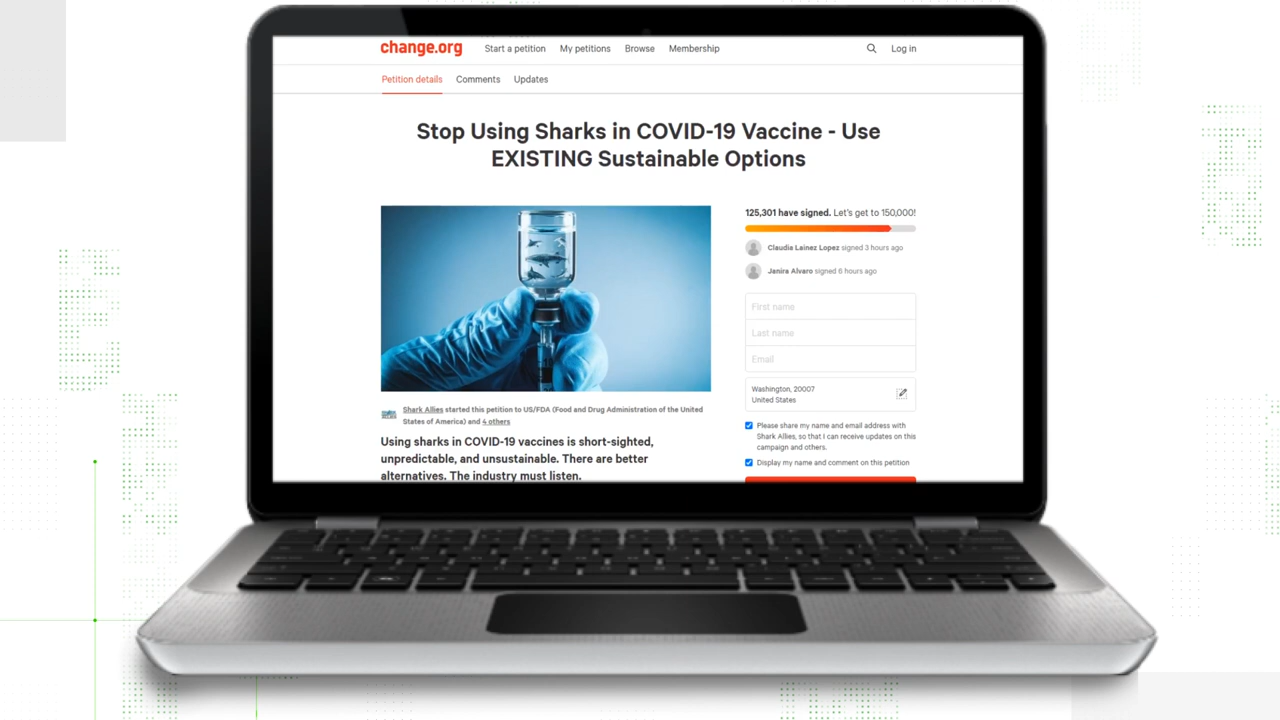 change.org Start a petition My petitions Browse Membership Log in
Petition details Comments Updates
Stop Using Sharks in COVID-19 Vaccine - Use
EXISTING Sustainable Options
125,301 have signed. Let's get to 150,000!
Claudia Lainez Lopez signed 3 hours ago
Janira Alvaro signed 6 hours ago
First name
Last name
Email
Washington, 20007
United States
Please share my name and email address with
Shark Allies, so that I can receive updates on this
campaign and others.
Display my name and comment on this petition
Shark Allies started this petition to US/FDA (Food and Drug Administration of the United
States of America) and 4 others
Using sharks in COVID-19 vaccines is short-sighted,
unpredictable, and unsustainable. There are better
alternatives. The industry must listen.